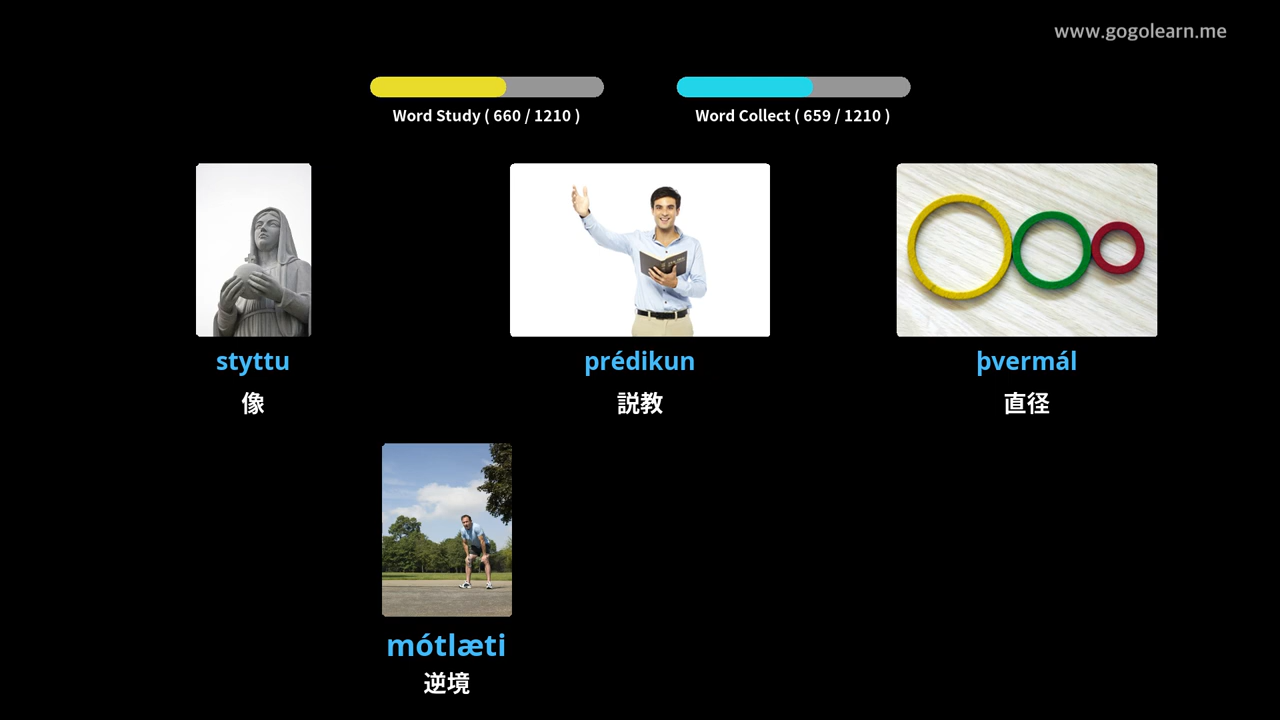 www.gogolearn.me
Word Study ( 660 / 1210 )
Word Collect ( 659 / 1210 )
styttu
像
prédikun
説教
þvermál
直径
mótlæti
逆境